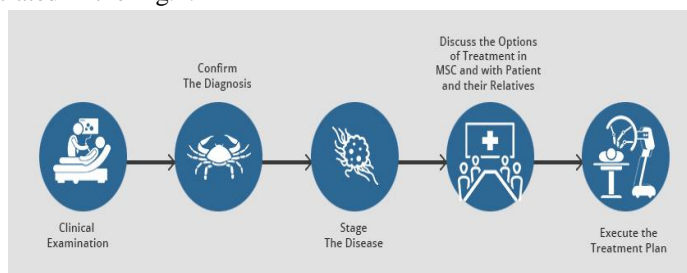 Confirm
The Diagnosis
Discuss the Options
of Treatment in
MSC and with Patient
and their Relatives
Clinical
Examination
Stage
The Disease
Execute the
Treatment Plan